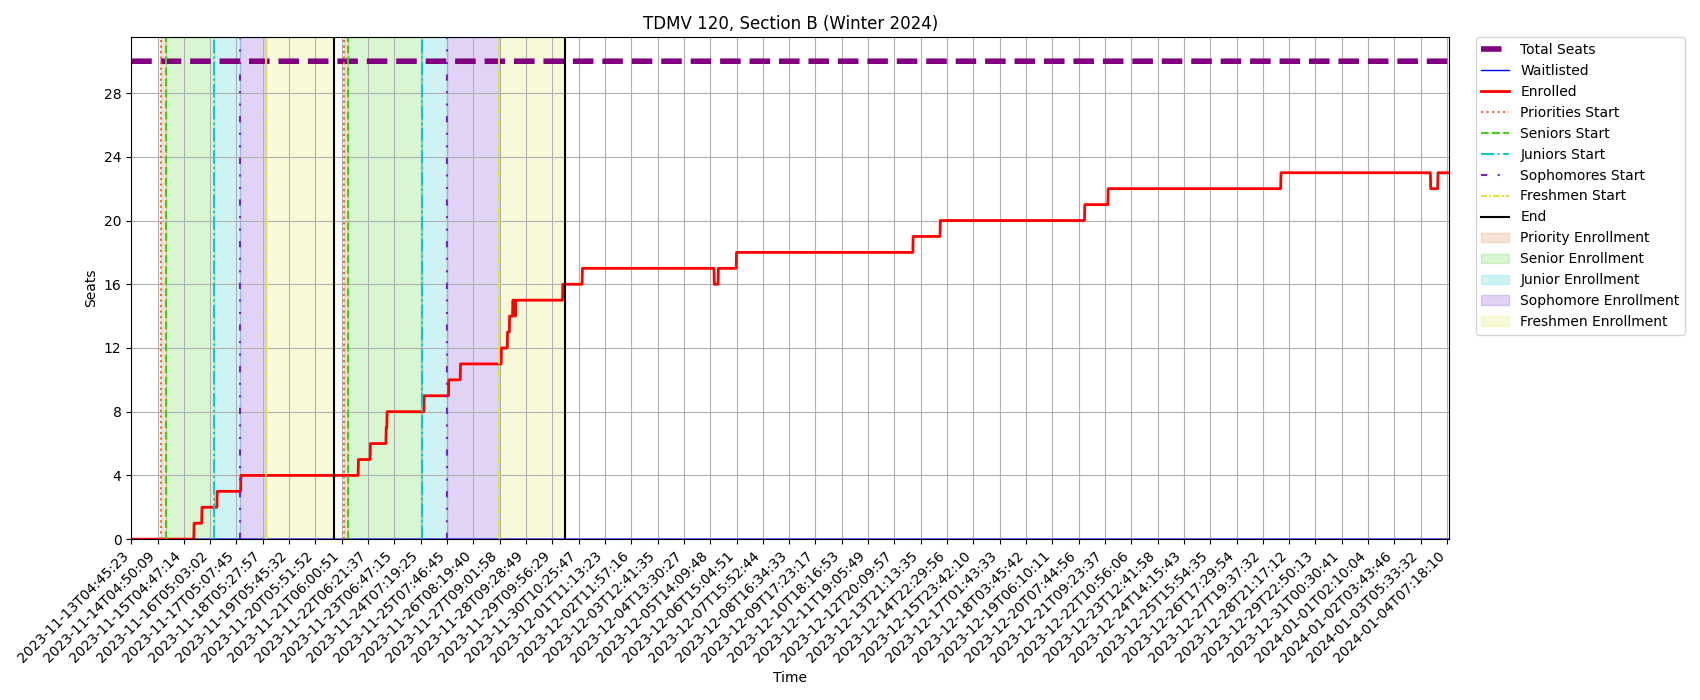 TDMV 120, Section B (Winter 2024)
Seats
28
24
20
16
12
8
4
0
2023-11-13T04:45:23
2023-11-14T04:50:09
2023-11-15T04:47:14
2023-11-16T05:03:02
2023-11-17T05:07:45
2023-11-18T05:27:57
2023-11-19T05:45:32
2023-11-20T05:51:52
2023-11-21T06:00:51
2023-11-22T06:21:37
2023-11-23T06:47:15
2023-11-24T07:19:25
2023-11-25T07:46:45
2023-11-26T08:19:40
2023-11-27T09:01:58
2023-11-28T09:28:49
2023-11-29T09:56:29
2023-11-30T10:25:47
2023-12-01T11:13:23
2023-12-02T11:57:16
2023-12-03T12:41:35
2023-12-04T13:30:27
2023-12-05T14:09:48
2023-12-06T15:04:51
2023-12-07T15:52:44
2023-12-08T16:34:33
2023-12-09T17:23:17
2023-12-10T18:16:53
2023-12-11T19:05:49
2023-12-12T20:09:57
2023-12-13T21:13:35
2023-12-14T22:29:56
2023-12-15T23:42:10
2023-12-17T01:43:33
2023-12-18T03:45:42
2023-12-19T06:10:11
2023-12-20T07:44:56
2023-12-21T09:23:37
2023-12-22T10:56:06
2023-12-23T12:41:58
2023-12-24T14:15:43
2023-12-25T15:54:35
2023-12-26T17:29:54
2023-12-27T19:37:32
2023-12-28T21:17:12
2023-12-29T22:50:13
2023-12-31T00:30:41
2024-01-01T02:10:04
2024-01-02T03:43:46
2024-01-03T05:33:32
2024-01-04T07:18:10
Time
Total Seats
Waitlisted
Enrolled
Priorities Start
Seniors Start
Juniors Start
Sophomores Start
Freshmen Start
End
Priority Enrollment
Senior Enrollment
Junior Enrollment
Sophomore Enrollment
Freshmen Enrollment